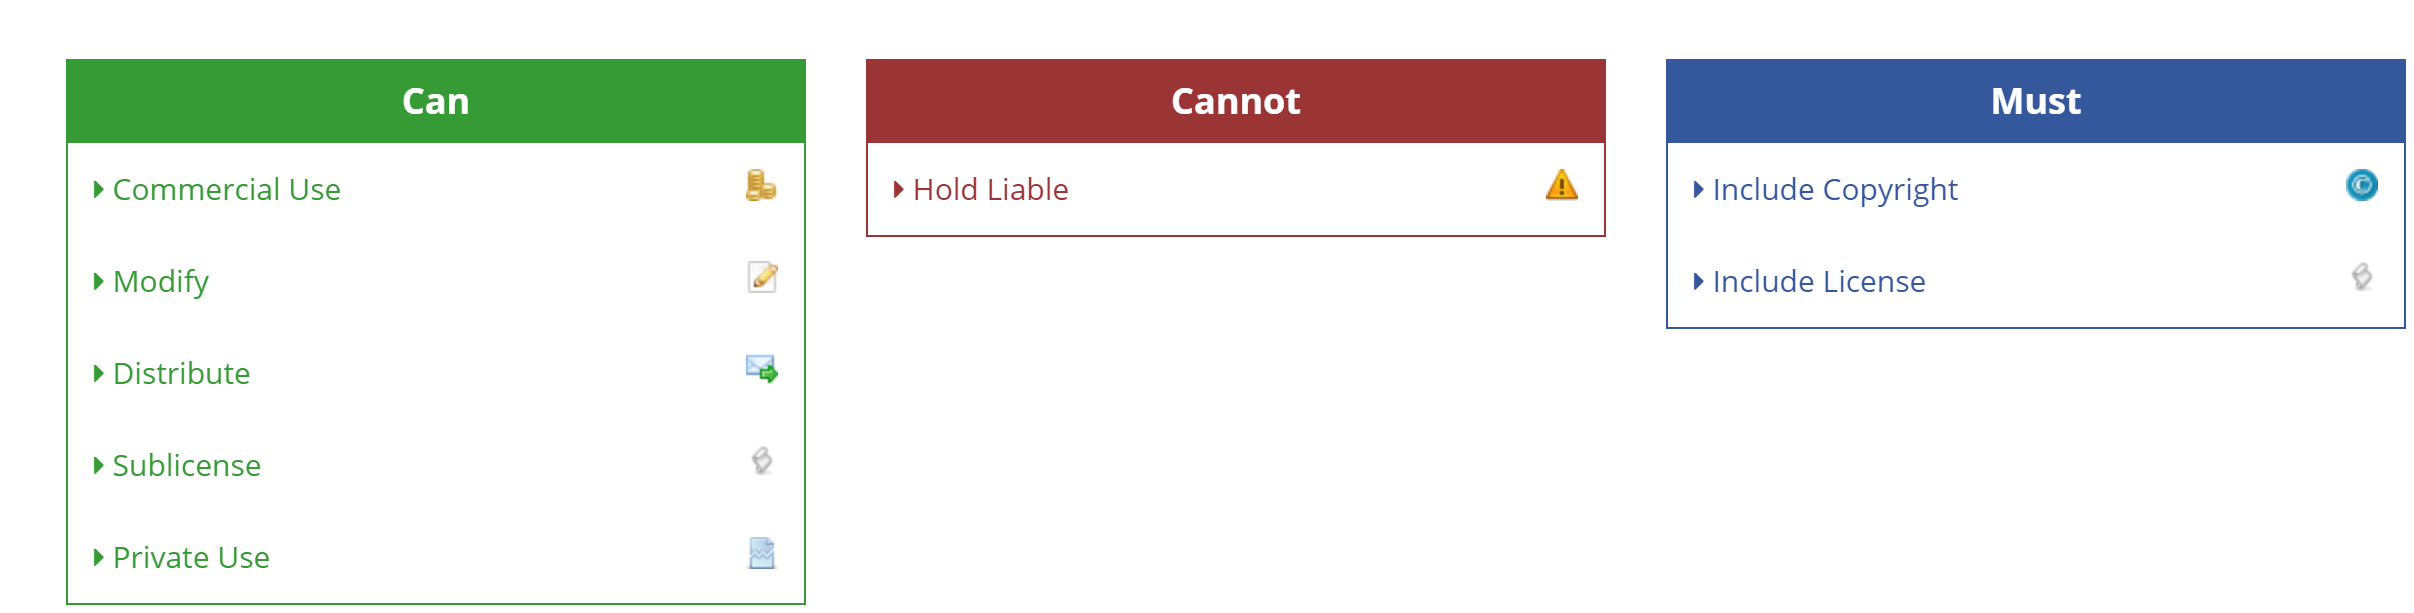 Can
Commercial Use
Modify
Distribute
Sublicense
Private Use
Cannot
Hold Liable
Must
Include Copyright
Include License